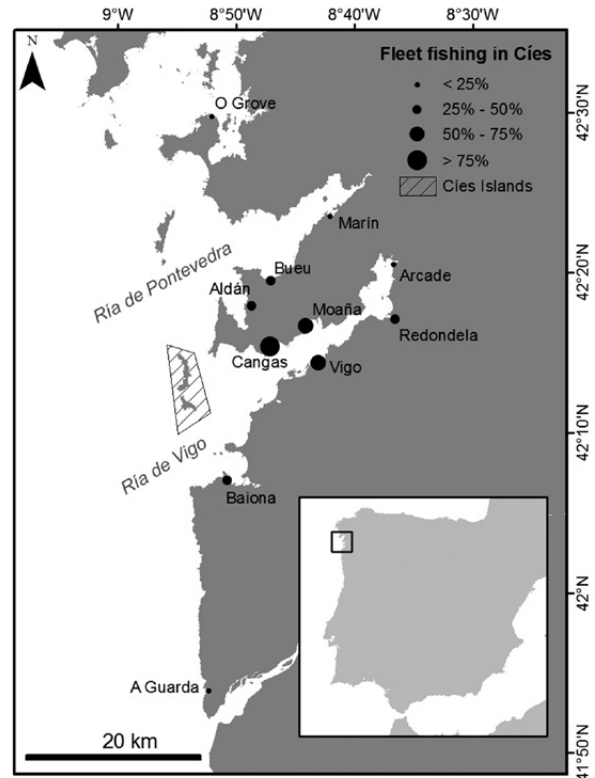 9°0'W 8°50'W 8°40'W 8°30'W
N
Fleet fishing in Cíes
< 25%
25% - 50%
50% - 75%
> 75%
Cíes Islands
O Grove
42°30'N
Marín
Ría de Pontevedra
Bueu
Arcade
42°20'N
Aldán
Moaña
Redondela
Cangas
Vigo
42°10'N
Ría de Vigo
Baiona
42°N
A Guarda
20 km
41°50'N